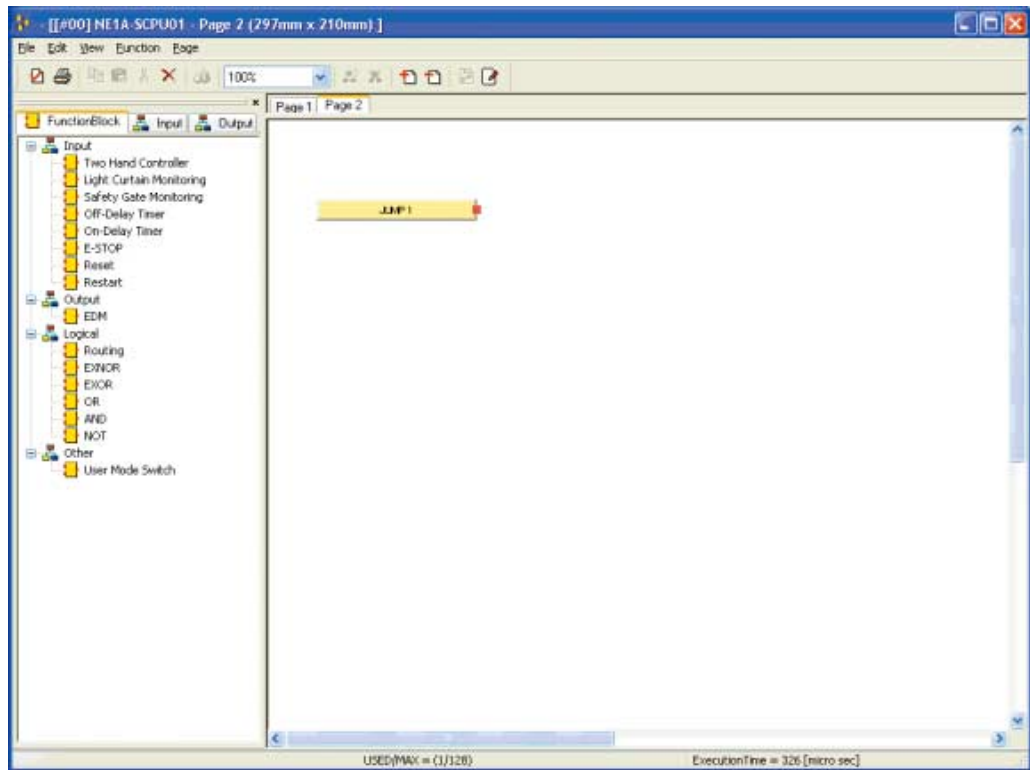 [[#00] NE1A-SCPU01 - Page 2 (297mm x 210mm) ]
File Edit View Function Page
100%
Page 1 Page 2
FunctionBlock Input Output
Input
Two Hand Controller
Light Curtain Monitoring
Safety Gate Monitoring
Off-Delay Timer
On-Delay Timer
E-STOP
Reset
Restart
Output
EDM
Logical
Routing
EXNOR
EXOR
OR
AND
NOT
Other
User Mode Switch
JUMP 1
USED/MAX = (1/128) ExecutionTime = 326 [micro sec]